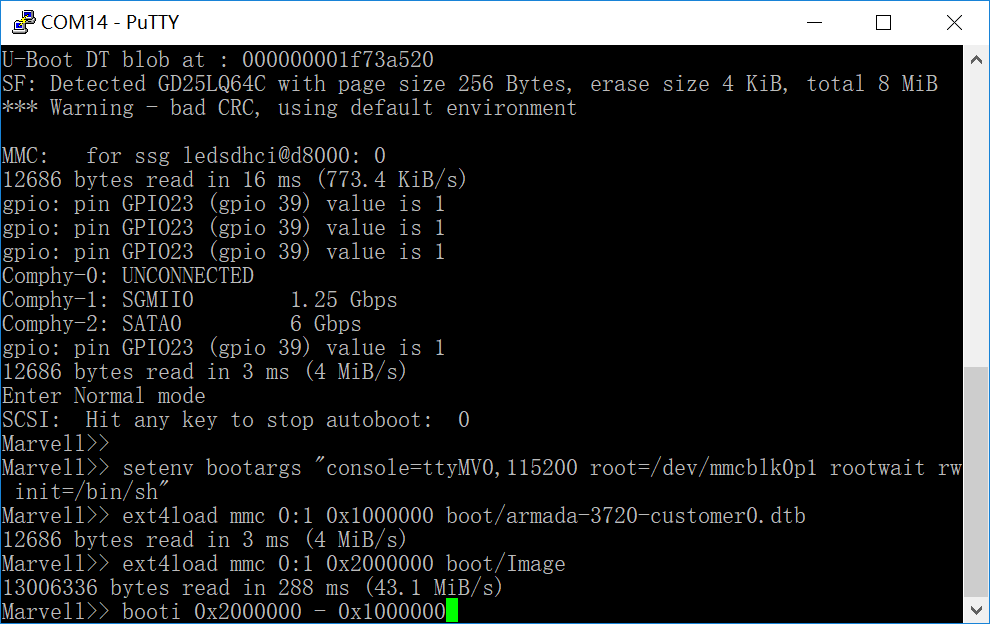 COM14 - PuTTY
U-Boot DT blob at : 000000001f73a520
SF: Detected GD25LQ64C with page size 256 Bytes, erase size 4 KiB, total 8 MiB
*** Warning - bad CRC, using default environment
MMC:   for ssg ledsdhci@d8000: 0
12686 bytes read in 16 ms (773.4 KiB/s)
gpio: pin GPIO23 (gpio 39) value is 1
gpio: pin GPIO23 (gpio 39) value is 1
gpio: pin GPIO23 (gpio 39) value is 1
Comphy-0: UNCONNECTED
Comphy-1: SGMII0        1.25 Gbps
Comphy-2: SATA0         6 Gbps
gpio: pin GPIO23 (gpio 39) value is 1
12686 bytes read in 3 ms (4 MiB/s)
Enter Normal mode
SCSI:  Hit any key to stop autoboot:  0
Marvell>>
Marvell>> setenv bootargs "console=ttyMV0,115200 root=/dev/mmcblk0p1 rootwait rw
 init=/bin/sh"
Marvell>> ext4load mmc 0:1 0x1000000 boot/armada-3720-customer0.dtb
12686 bytes read in 3 ms (4 MiB/s)
Marvell>> ext4load mmc 0:1 0x2000000 boot/Image
13006336 bytes read in 288 ms (43.1 MiB/s)
Marvell>> booti 0x2000000 - 0x1000000